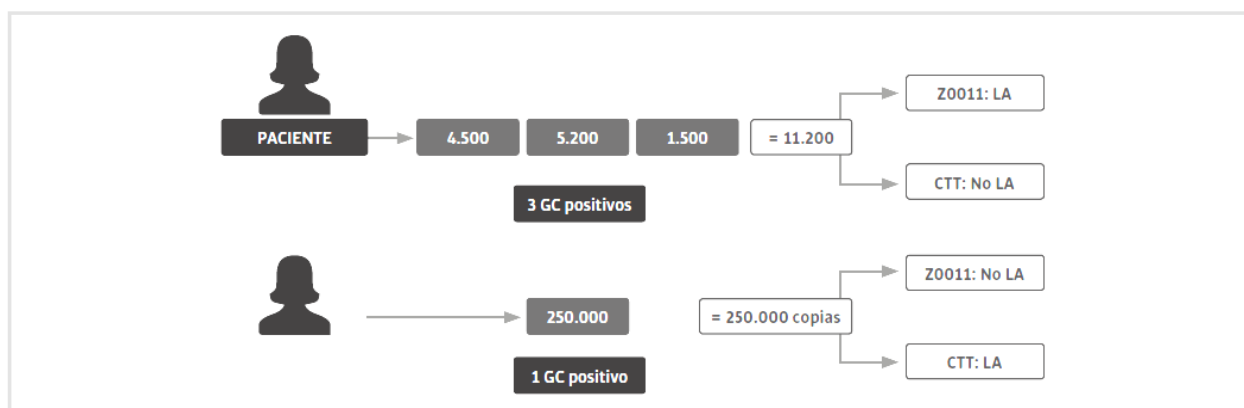 Z0011: LA
PACIENTE 4.500 5.200 1.500 = 11.200
CTT: No LA
3 GC positivos
Z0011: No LA
250.000 = 250.000 copias
CTT: LA
1 GC positivo